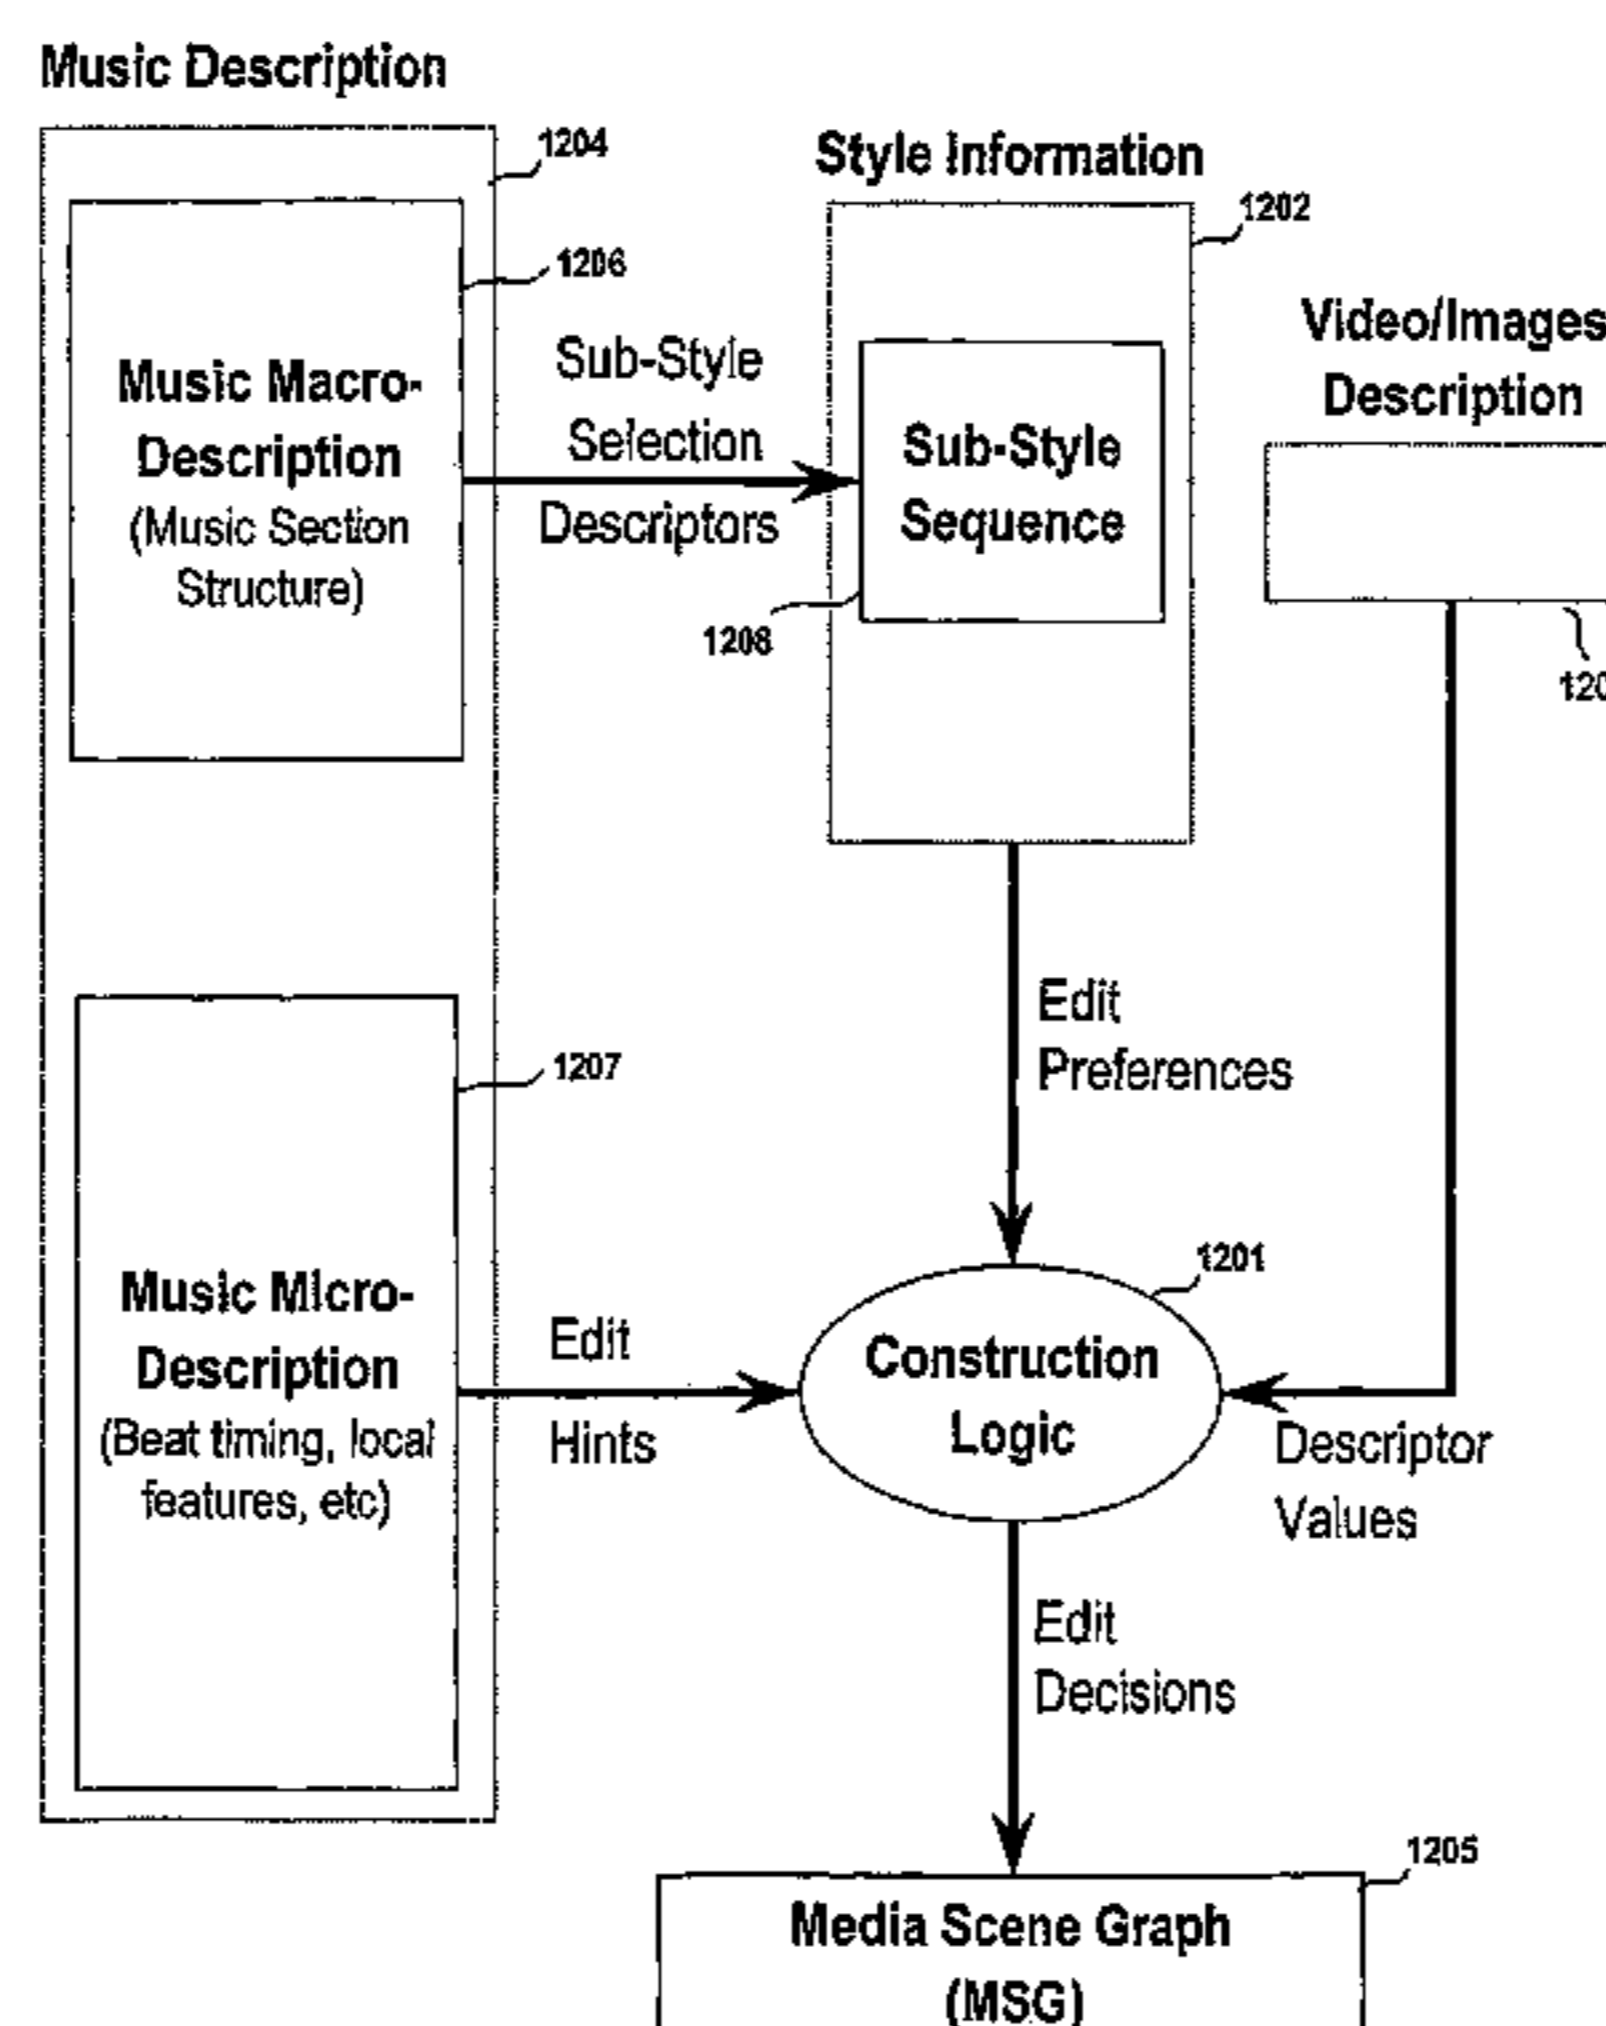 Music Description
1204
1206
Music Macro-
Description
(Music Section
Structure)
Sub-Style
Selection
Descriptors
Style Information
1202
Sub-Style
Sequence
1208
Video/Images
Description
120
Edit
Preferences
1207
Music Micro-
Description
(Beat timing, local
features, etc)
Edit
Hints
1201
Construction
Logic
Descriptor
Values
Edit
Decisions
1205
Media Scene Graph
(MSG)